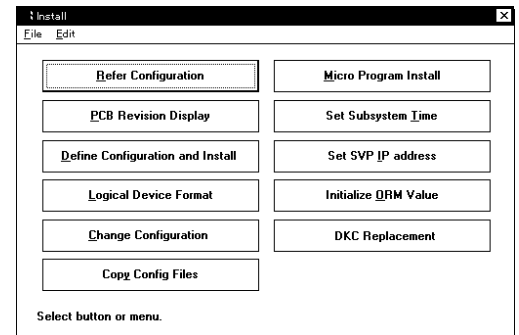 Install
File Edit
Refer Configuration
Micro Program Install
PCB Revision Display
Set Subsystem Time
Define Configuration and Install
Set SVP IP address
Logical Device Format
Initialize ORM Value
Change Configuration
DKC Replacement
Copy Config Files
Select button or menu.